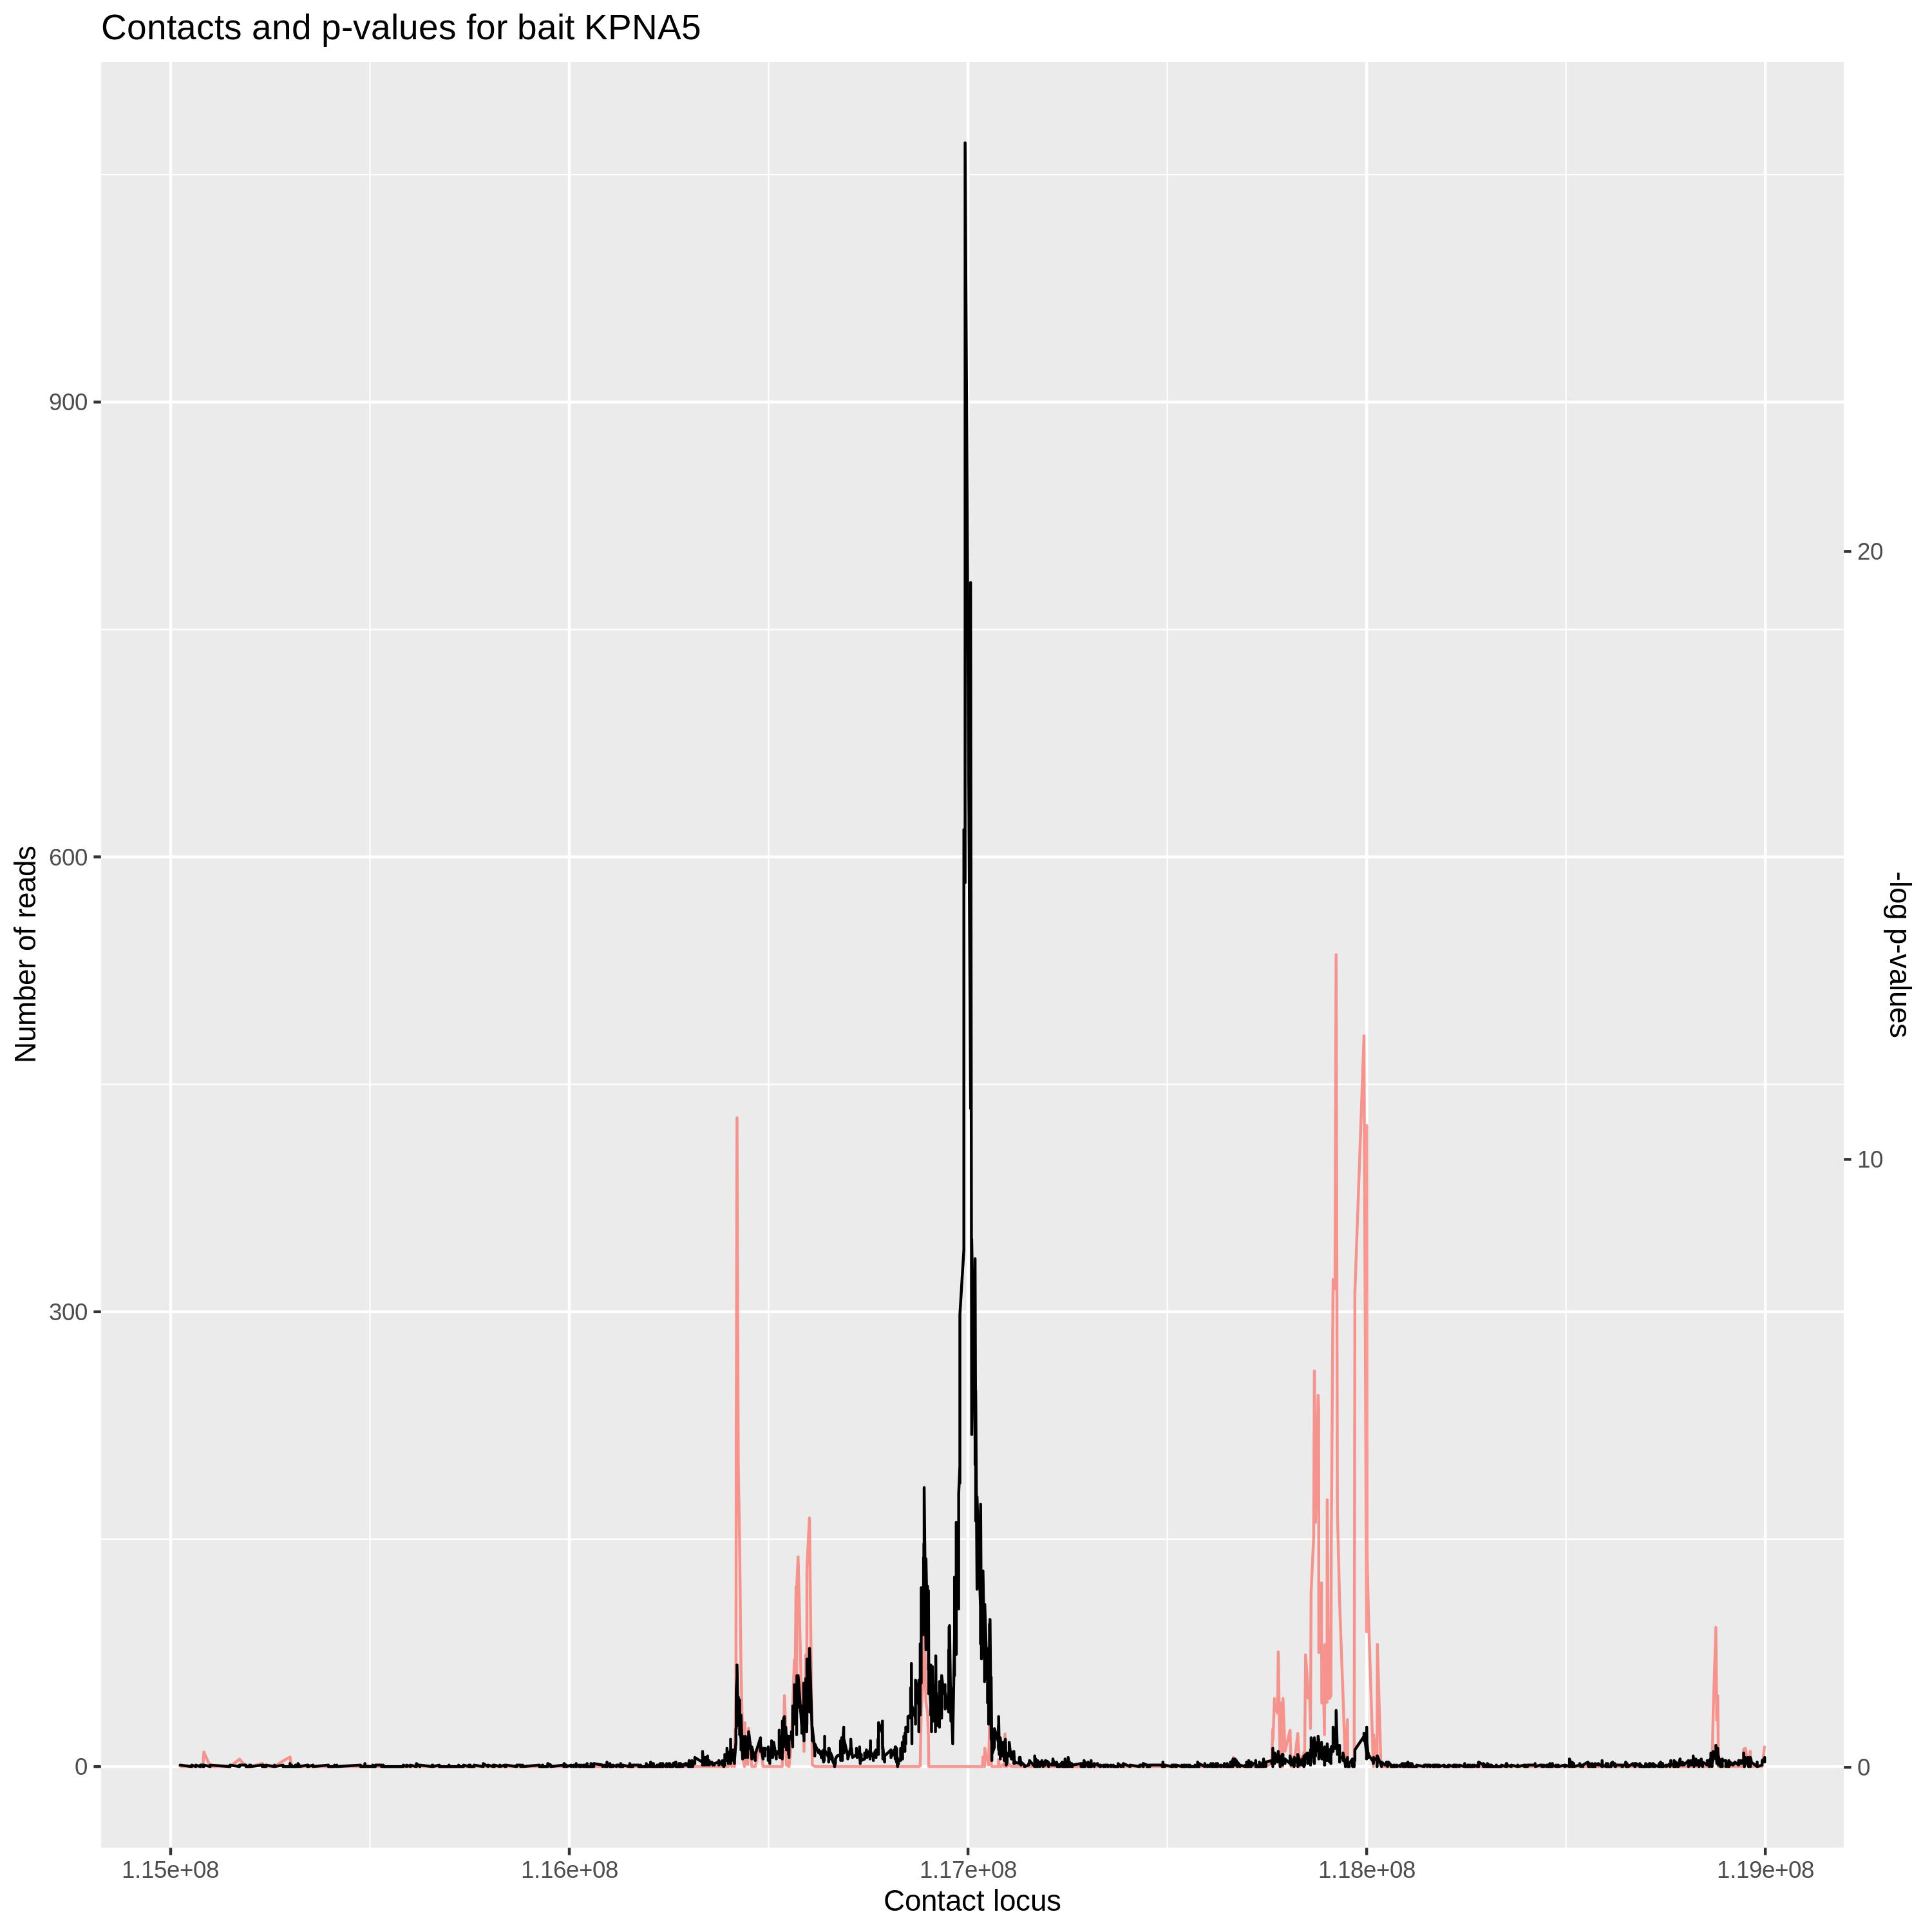 Contacts and p-values for bait KPNA5
900
600
300
0
Number of reads
20
10
0
-log p-values
1.15e+08
1.16e+08
1.17e+08
1.18e+08
1.19e+08
Contact locus